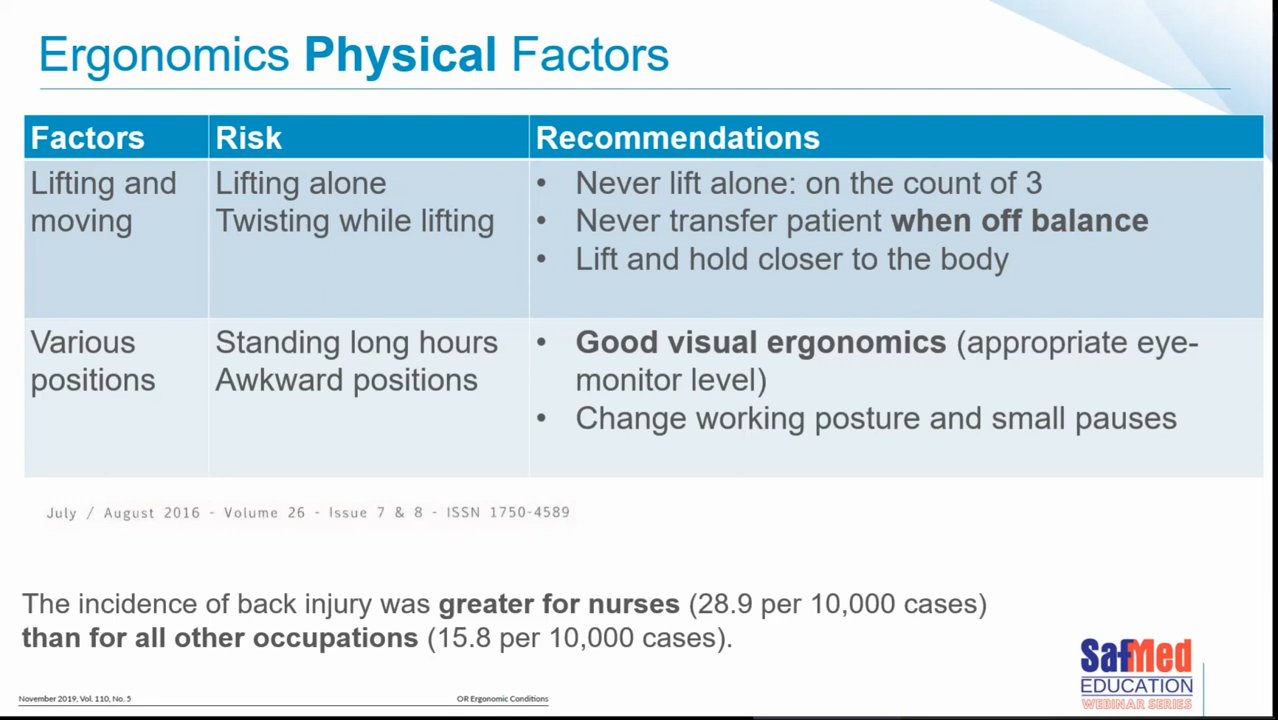 Ergonomics Physical Factors
Factors
Risk
Recommendations
Lifting and
moving
Lifting alone
Twisting while lifting
• Never lift alone: on the count of 3
• Never transfer patient when off balance
• Lift and hold closer to the body
Various
positions
Standing long hours
Awkward positions
• Good visual ergonomics (appropriate eye-
monitor level)
• Change working posture and small pauses
July / August 2016 - Volume 26 - Issue 7 & 8 - ISSN 1750-4589
The incidence of back injury was greater for nurses (28.9 per 10,000 cases)
than for all other occupations (15.8 per 10,000 cases).
SafMed
EDUCATION
WEBINAR SERIES
November 2019, Vol. 110, No. 5
OR Ergonomic Conditions